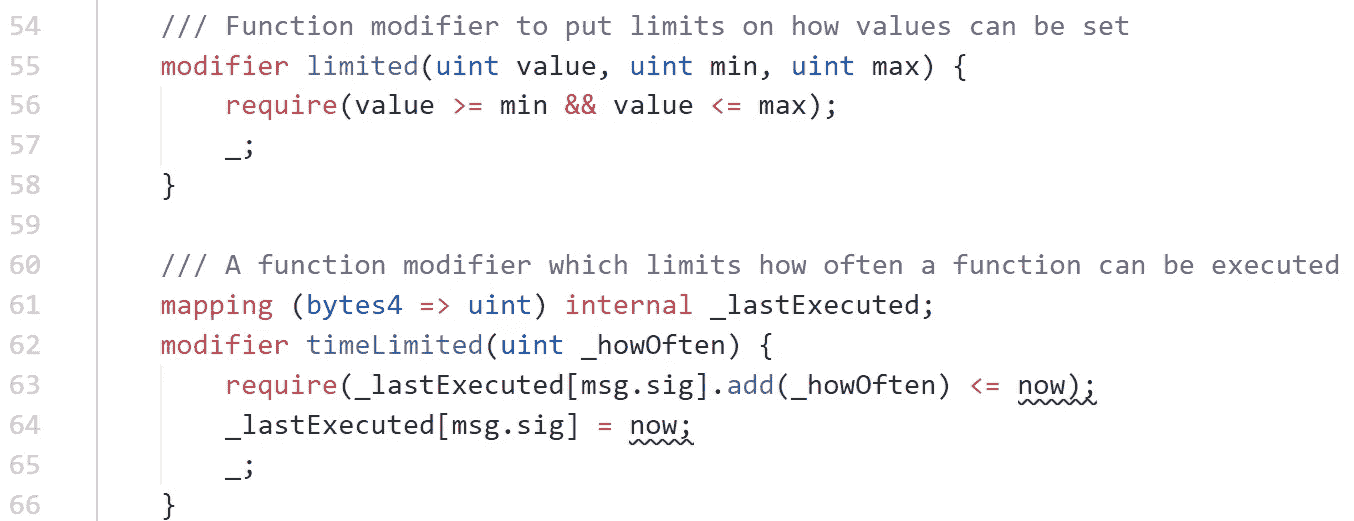 54 /// Function modifier to put limits on how values can be set
55 modifier limited(uint value, uint min, uint max) {
56 require(value >= min && value <= max);
57 _;
58 }
59
60 /// A function modifier which limits how often a function can be executed
61 mapping (bytes4 => uint) internal _lastExecuted;
62 modifier timeLimited(uint _howOften) {
63 require(_lastExecuted[msg.sig].add(_howOften) <= now);
64 _lastExecuted[msg.sig] = now;
65 _;
66 }